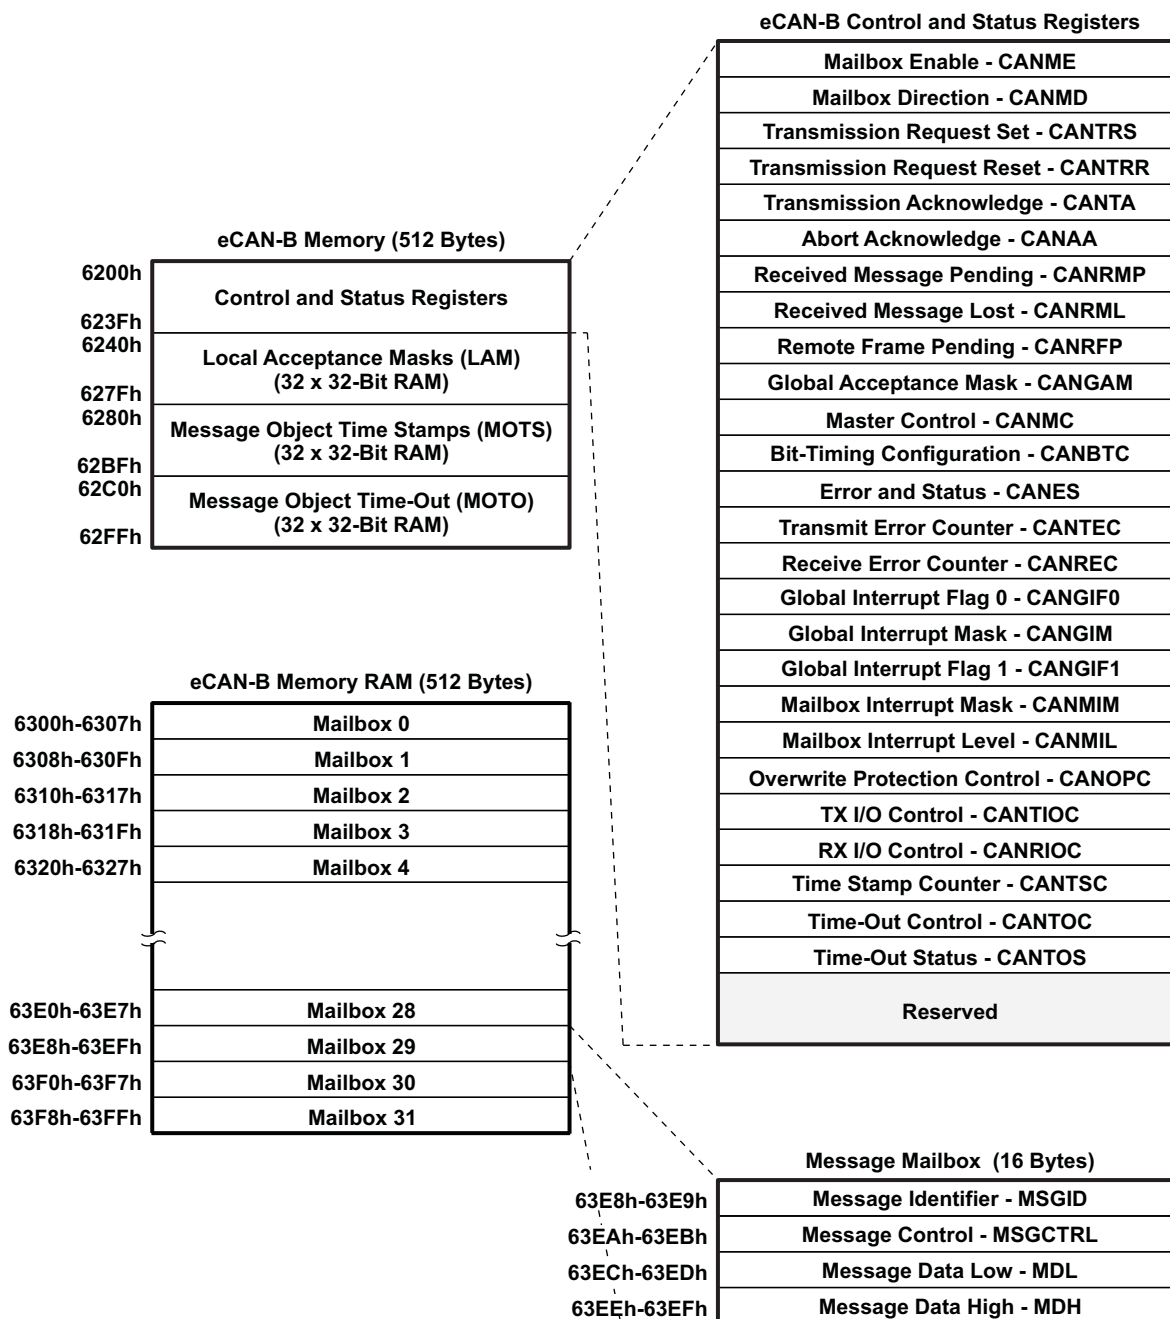 eCAN-B Control and Status Registers
Mailbox Enable - CANME
Mailbox Direction - CANMD
Transmission Request Set - CANTRS
Transmission Request Reset - CANTRR
Transmission Acknowledge - CANTA
Abort Acknowledge - CANAA
Received Message Pending - CANRMP
Received Message Lost - CANRML
Remote Frame Pending - CANRFP
Global Acceptance Mask - CANGAM
Master Control - CANMC
Bit-Timing Configuration - CANBTC
Error and Status - CANES
Transmit Error Counter - CANTEC
Receive Error Counter - CANREC
Global Interrupt Flag 0 - CANGIF0
Global Interrupt Mask - CANGIM
Global Interrupt Flag 1 - CANGIF1
Mailbox Interrupt Mask - CANMIM
Mailbox Interrupt Level - CANMIL
Overwrite Protection Control - CANOPC
TX I/O Control - CANTIOC
RX I/O Control - CANRIOC
Time Stamp Counter - CANTSC
Time-Out Control - CANTOC
Time-Out Status - CANTOS
Reserved
eCAN-B Memory (512 Bytes)
6200h
Control and Status Registers
623Fh
6240h
Local Acceptance Masks (LAM)
(32 x 32-Bit RAM)
627Fh
6280h
Message Object Time Stamps (MOTS)
(32 x 32-Bit RAM)
62BFh
62C0h
Message Object Time-Out (MOTO)
(32 x 32-Bit RAM)
62FFh
eCAN-B Memory RAM (512 Bytes)
6300h-6307h Mailbox 0
6308h-630Fh Mailbox 1
6310h-6317h Mailbox 2
6318h-631Fh Mailbox 3
6320h-6327h Mailbox 4
63E0h-63E7h Mailbox 28
63E8h-63EFh Mailbox 29
63F0h-63F7h Mailbox 30
63F8h-63FFh Mailbox 31
Message Mailbox (16 Bytes)
63E8h-63E9h Message Identifier - MSGID
63EAh-63EBh Message Control - MSGCTRL
63ECh-63EDh Message Data Low - MDL
63EEh-63EFh Message Data High - MDH